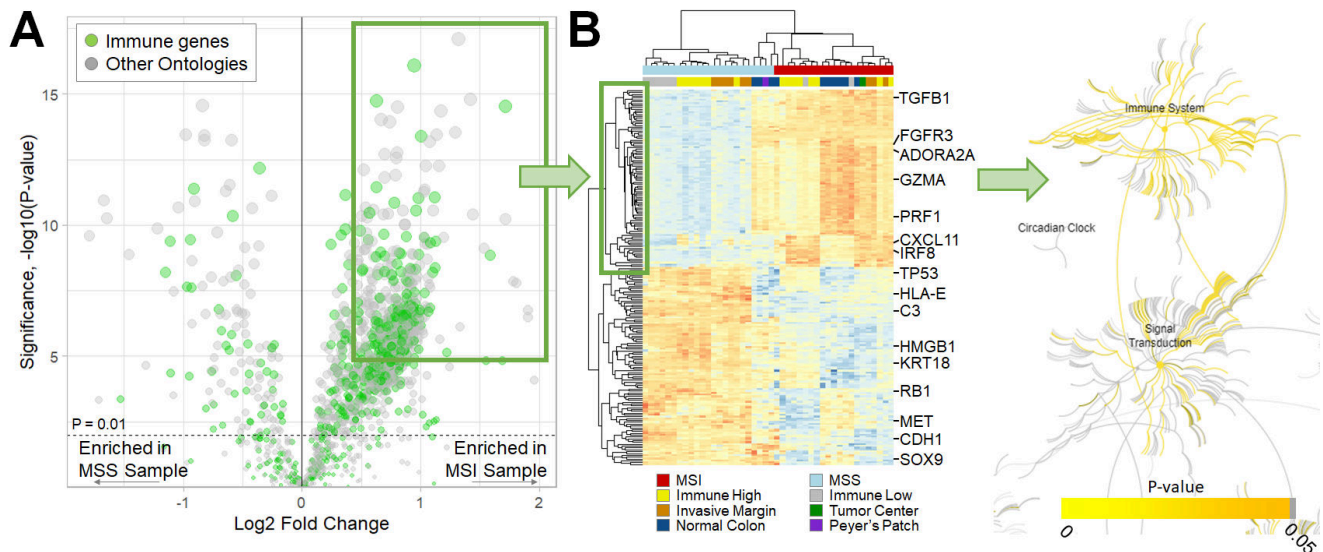 A
Immune genes
Other Ontologies
15
10
5
Significance, -log10(P-value)
P = 0.01
Enriched in
MSS Sample
Enriched in
MSI Sample
-1
0
1
2
Log2 Fold Change
B
TGFB1
FGFR3
ADORA2A
GZMA
PRF1
CXCL11
IRF8
TP53
HLA-E
C3
HMGB1
KRT18
RB1
MET
CDH1
SOX9
MSI
MSS
Immune High
Immune Low
Invasive Margin
Tumor Center
Normal Colon
Peyer's Patch
Immune System
Circadian Clock
Signal
Transduction
P-value
0
0.05